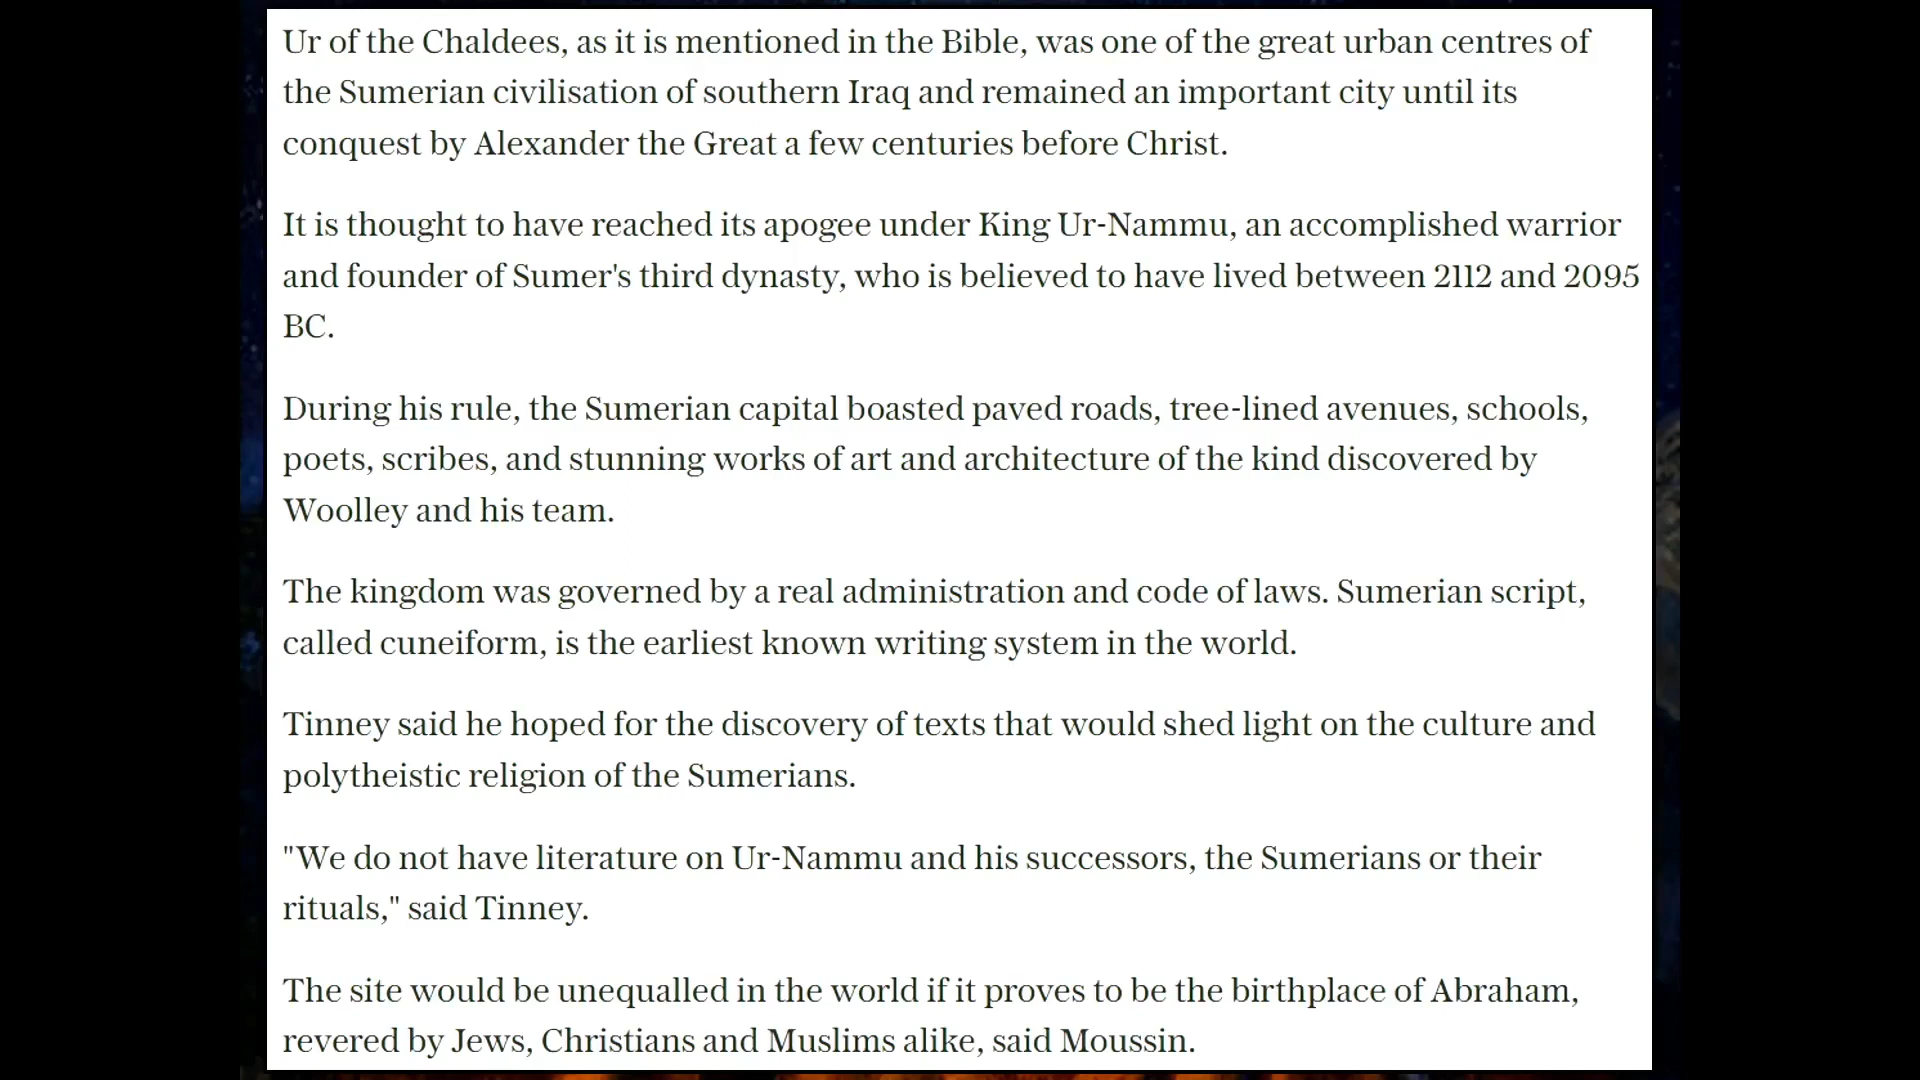 Ur of the Chaldees, as it is mentioned in the Bible, was one of the great urban centres of
the Sumerian civilisation of southern Iraq and remained an important city until its
conquest by Alexander the Great a few centuries before Christ.
It is thought to have reached its apogee under King Ur-Nammu, an accomplished warrior
and founder of Sumer's third dynasty, who is believed to have lived between 2112 and 2095
BC.
During his rule, the Sumerian capital boasted paved roads, tree-lined avenues, schools,
poets, scribes, and stunning works of art and architecture of the kind discovered by
Woolley and his team.
The kingdom was governed by a real administration and code of laws. Sumerian script,
called cuneiform, is the earliest known writing system in the world.
Tinney said he hoped for the discovery of texts that would shed light on the culture and
polytheistic religion of the Sumerians.
"We do not have literature on Ur-Nammu and his successors, the Sumerians or their
rituals," said Tinney.
The site would be unequalled in the world if it proves to be the birthplace of Abraham,
revered by Jews, Christians and Muslims alike, said Moussin.